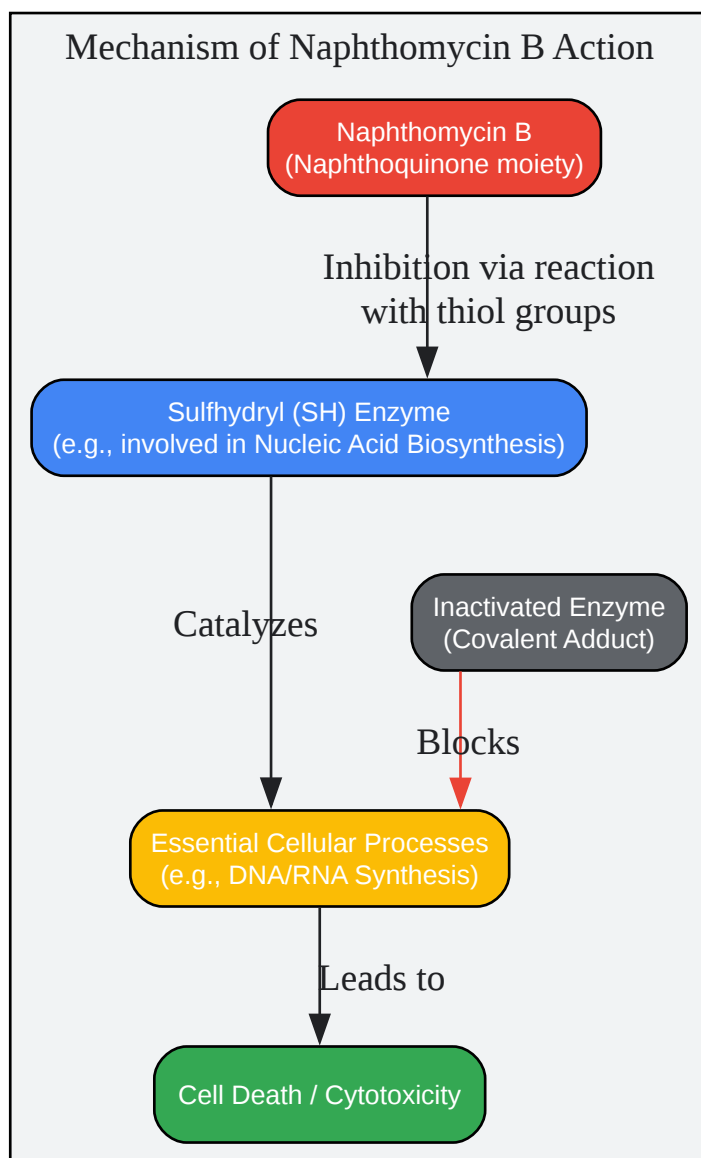 Mechanism of Naphthomycin B Action
Naphthomycin B
(Naphthoquinone moiety)
Inhibition via reaction
with thiol groups
Sulfhydryl (SH) Enzyme
(e.g., involved in Nucleic Acid Biosynthesis)
Inactivated Enzyme
(Covalent Adduct)
Catalyzes
Blocks
Essential Cellular Processes
(e.g., DNA/RNA Synthesis)
Leads to
Cell Death / Cytotoxicity